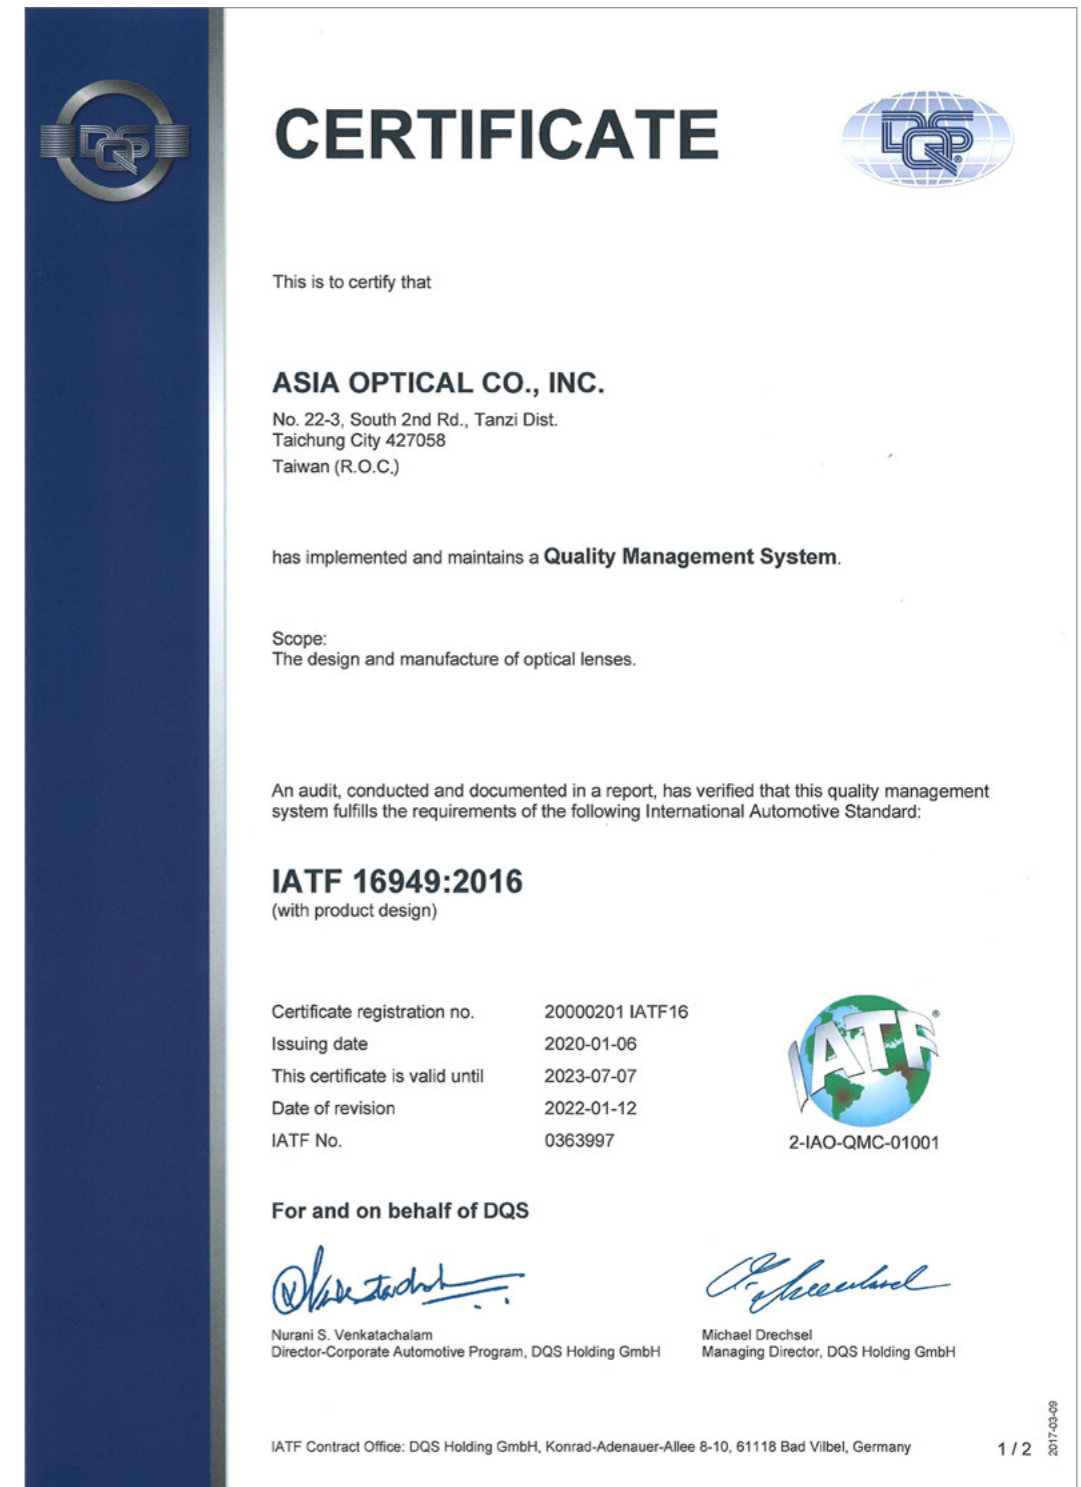 DQS
CERTIFICATE
DQS®
This is to certify that
ASIA OPTICAL CO., INC.
No. 22-3, South 2nd Rd., Tanzi Dist.
Taichung City 427058
Taiwan (R.O.C.)
has implemented and maintains a Quality Management System.
Scope:
The design and manufacture of optical lenses.
An audit, conducted and documented in a report, has verified that this quality management
system fulfills the requirements of the following International Automotive Standard:
IATF 16949:2016
(with product design)
Certificate registration no. 20000201 IATF16
Issuing date 2020-01-06
This certificate is valid until 2023-07-07
Date of revision 2022-01-12
IATF No. 0363997
IATF®
2-IAO-QMC-01001
For and on behalf of DQS
Nurani S. Venkatachalam
Director-Corporate Automotive Program, DQS Holding GmbH
Michael Drechsel
Managing Director, DQS Holding GmbH
IATF Contract Office: DQS Holding GmbH, Konrad-Adenauer-Allee 8-10, 61118 Bad Vilbel, Germany
1 / 2
2017-03-09